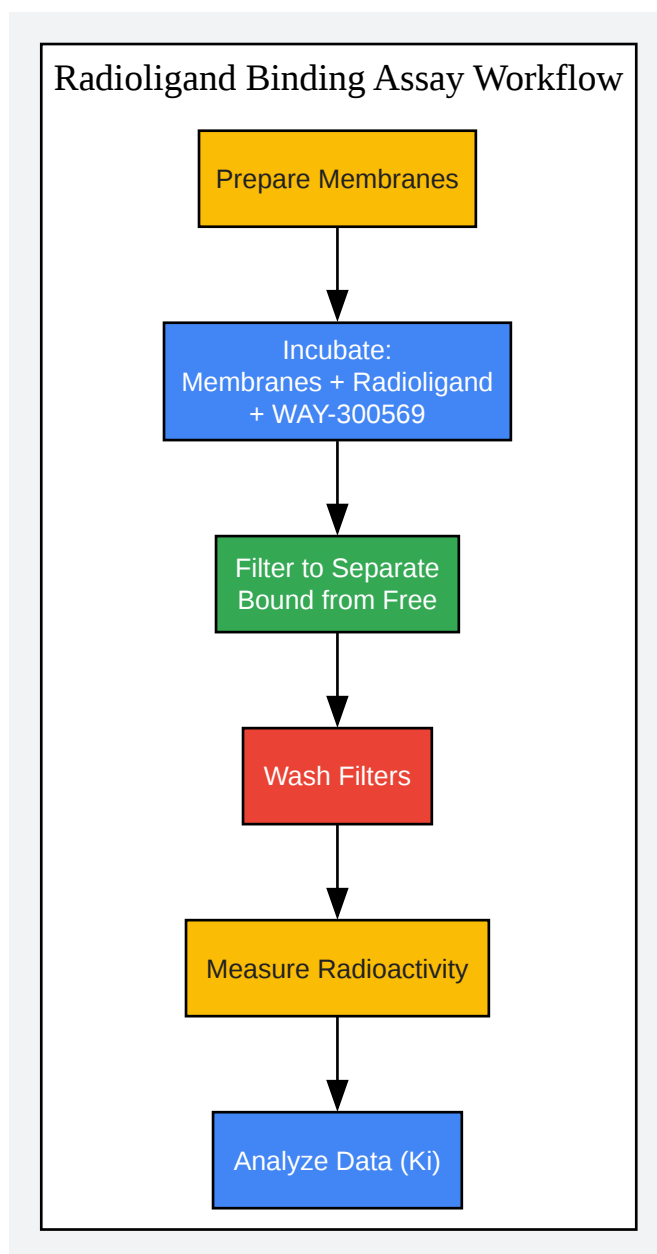 Radioligand Binding Assay Workflow
Prepare Membranes
Incubate:
Membranes + Radioligand
+ WAY-300569
Filter to Separate
Bound from Free
Wash Filters
Measure Radioactivity
Analyze Data (Ki)